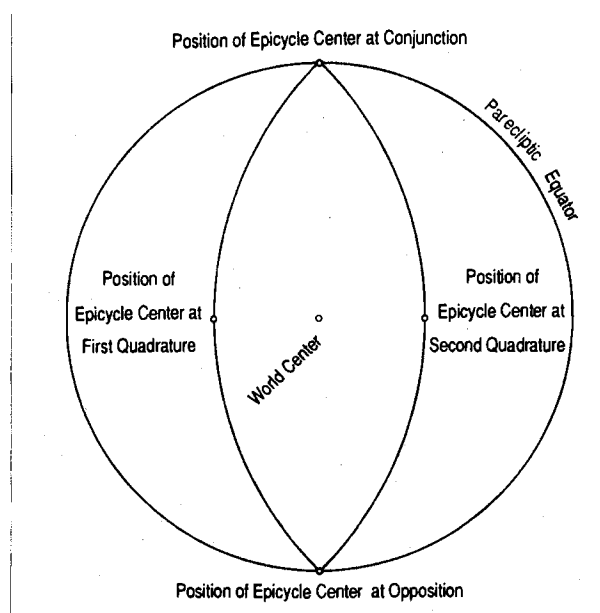 Position of Epicycle Center at Conjunction
Parecliptic Equator
Position of
Epicycle Center at
First Quadrature
Position of
Epicycle Center at
Second Quadrature
World Center
Position of Epicycle Center at Opposition